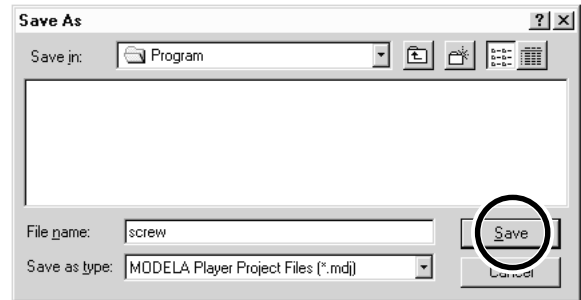 Save As
Save in: Program
File name: screw Save
Save as type: MODELA Player Project Files (*.mdj) Cancel